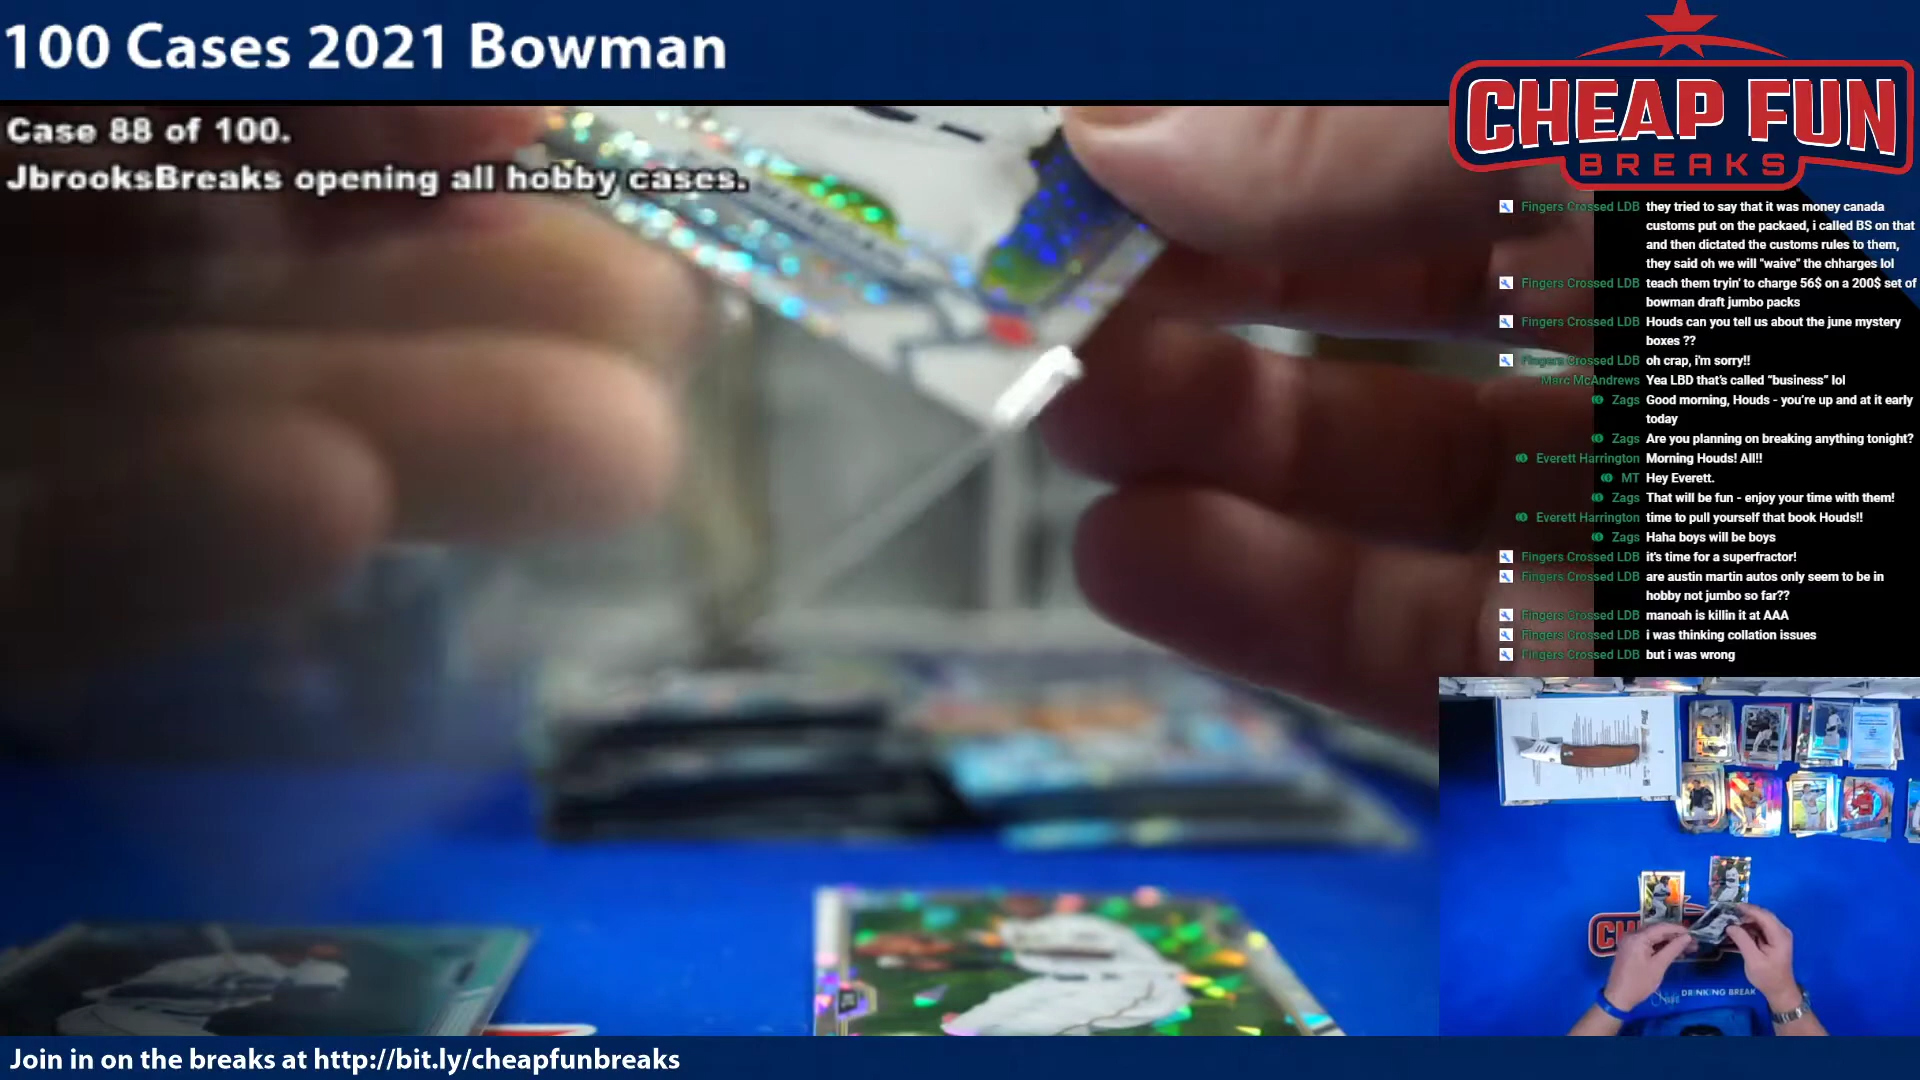 100 Cases 2021 Bowman
CHEAP FUN
BREAKS
Case 88 of 100.
JbrooksBreaks opening all hobby cases.
Fingers Crossed LDB they tried to say that it was money canada
customs put on the packaed, i called BS on that
and then dictated the customs rules to them,
they said oh we will "waive" the chharges lol
Fingers Crossed LDB teach them tryin' to charge 56$ on a 200$ set of
bowman draft jumbo packs
Fingers Crossed LDB Houds can you tell us about the june mystery
boxes ??
Fingers Crossed LDB oh crap, i'm sorry!!
Marc McAndrews Yea LBD that's called “business” lol
Zags Good morning, Houds - you're up and at it early
today
Zags Are you planning on breaking anything tonight?
Everett Harrington Morning Houds! All!!
MT Hey Everett.
Zags That will be fun - enjoy your time with them!
Everett Harrington time to pull yourself that book Houds!!
Zags Haha boys will be boys
Fingers Crossed LDB it's time for a superfractor!
Fingers Crossed LDB are austin martin autos only seem to be in
hobby not jumbo so far??
Fingers Crossed LDB manoah is killin it at AAA
Fingers Crossed LDB i was thinking collation issues
Fingers Crossed LDB but i was wrong
DRINKING BREAK
Join in on the breaks at http://bit.ly/cheapfunbreaks